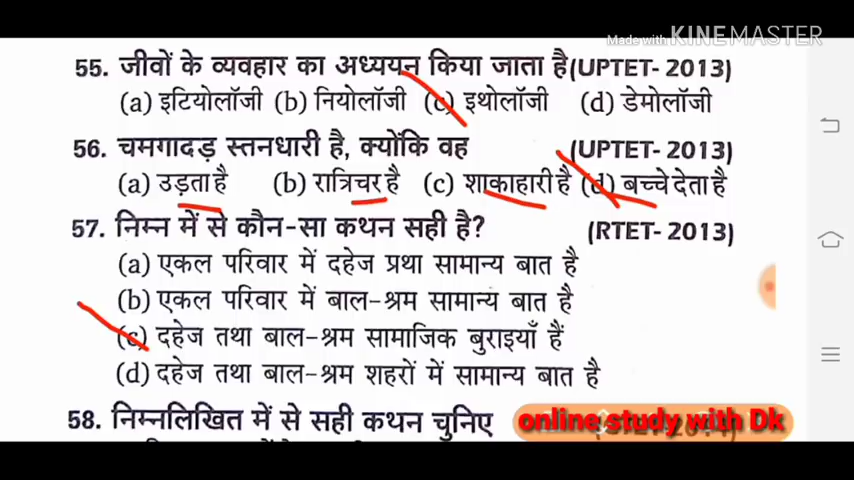 Made with KINEMASTER
55. जीवों के व्यवहार का अध्ययन किया जाता है (UPTET- 2013)
(a) इटियोलॉजी (b) नियोलॉजी (c) इथोलॉजी (d) डेमोलॉजी
56. चमगादड़ स्तनधारी है, क्योंकि वह (UPTET- 2013)
(a) उड़ता है (b) रात्रिचर है (c) शाकाहारी है (d) बच्चे देता है
57. निम्न में से कौन-सा कथन सही है? (RTET- 2013)
(a) एकल परिवार में दहेज प्रथा सामान्य बात है
(b) एकल परिवार में बाल-श्रम सामान्य बात है
(c) दहेज तथा बाल-श्रम सामाजिक बुराइयाँ हैं
(d) दहेज तथा बाल-श्रम शहरों में सामान्य बात है
58. निम्नलिखित में से सही कथन चुनिए
online study with Dk